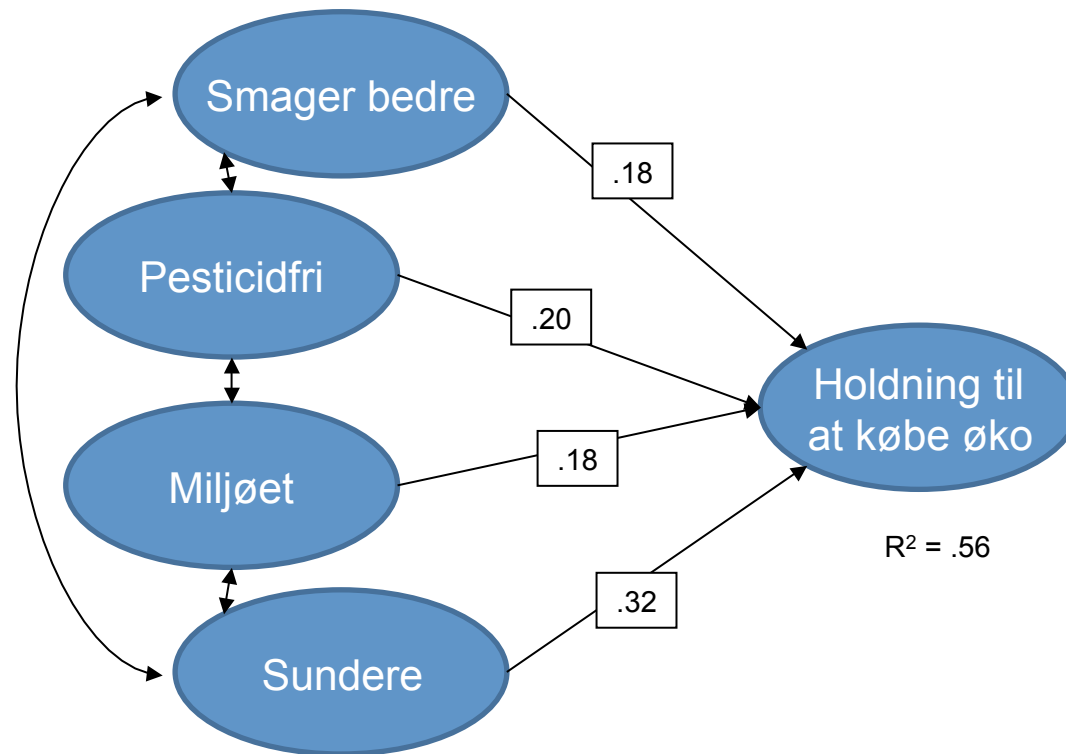 Smager bedre
.18
Pesticidfri
.20
Holdning til
at købe øko
Miljøet
.18
R² = .56
.32
Sundere